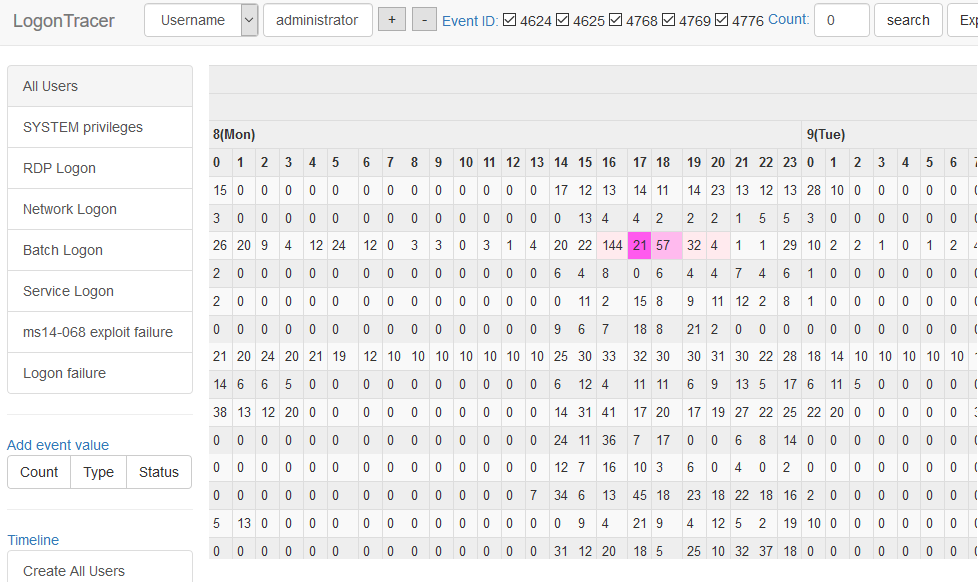 LogonTracer Username administrator + - Event ID: 4624 4625 4768 4769 4776 Count: 0 search Exp
All Users
SYSTEM privileges
RDP Logon
Network Logon
Batch Logon
Service Logon
ms14-068 exploit failure
Logon failure
Add event value
Count Type Status
Timeline
Create All Users
8(Mon) 9(Tue)
0 1 2 3 4 5 6 7 8 9 10 11 12 13 14 15 16 17 18 19 20 21 22 23 0 1 2 3 4 5 6 7
15 0 0 0 0 0 0 0 0 0 0 0 0 0 17 12 13 14 11 14 23 13 12 13 28 10 0 0 0 0 0 0
3 0 0 0 0 0 0 0 0 0 0 0 0 0 0 13 4 4 2 2 2 1 5 5 3 0 0 0 0 0 0 0
26 20 9 4 12 24 12 0 3 3 0 3 1 4 20 22 144 21 57 32 4 1 1 29 10 2 2 1 0 1 2 4
2 0 0 0 0 0 0 0 0 0 0 0 0 0 6 4 8 0 6 4 4 7 4 6 1 0 0 0 0 0 0 0
2 0 0 0 0 0 0 0 0 0 0 0 0 0 0 11 2 15 8 9 11 12 2 8 1 0 0 0 0 0 0 0
0 0 0 0 0 0 0 0 0 0 0 0 0 0 9 6 7 18 8 21 2 0 0 0 0 0 0 0 0 0 0 0
21 20 24 20 21 19 12 10 10 10 10 10 10 10 25 30 33 32 30 30 31 30 22 28 18 14 10 10 10 10 10
14 6 6 5 0 0 0 0 0 0 0 0 0 0 6 12 4 11 11 6 9 13 5 17 6 11 5 0 0 0 0 0
38 13 12 20 0 0 0 0 0 0 0 0 0 0 14 31 41 17 20 17 19 27 22 25 22 20 0 0 0 0 0
0 0 0 0 0 0 0 0 0 0 0 0 0 0 24 11 36 7 17 0 0 6 8 14 0 0 0 0 0 0 0 0
0 0 0 0 0 0 0 0 0 0 0 0 0 0 12 7 16 10 3 6 0 4 0 2 0 0 0 0 0 0 0 0
0 0 0 0 0 0 0 0 0 0 0 0 0 7 34 6 13 45 18 23 18 22 18 16 2 0 0 0 0 0 0 0
5 13 0 0 0 0 0 0 0 0 0 0 0 0 0 9 4 21 9 4 12 5 2 19 10 0 0 0 0 0 0 0
0 0 0 0 0 0 0 0 0 0 0 0 0 0 31 12 20 18 5 25 10 32 37 18 0 0 0 0 0 0 0 0